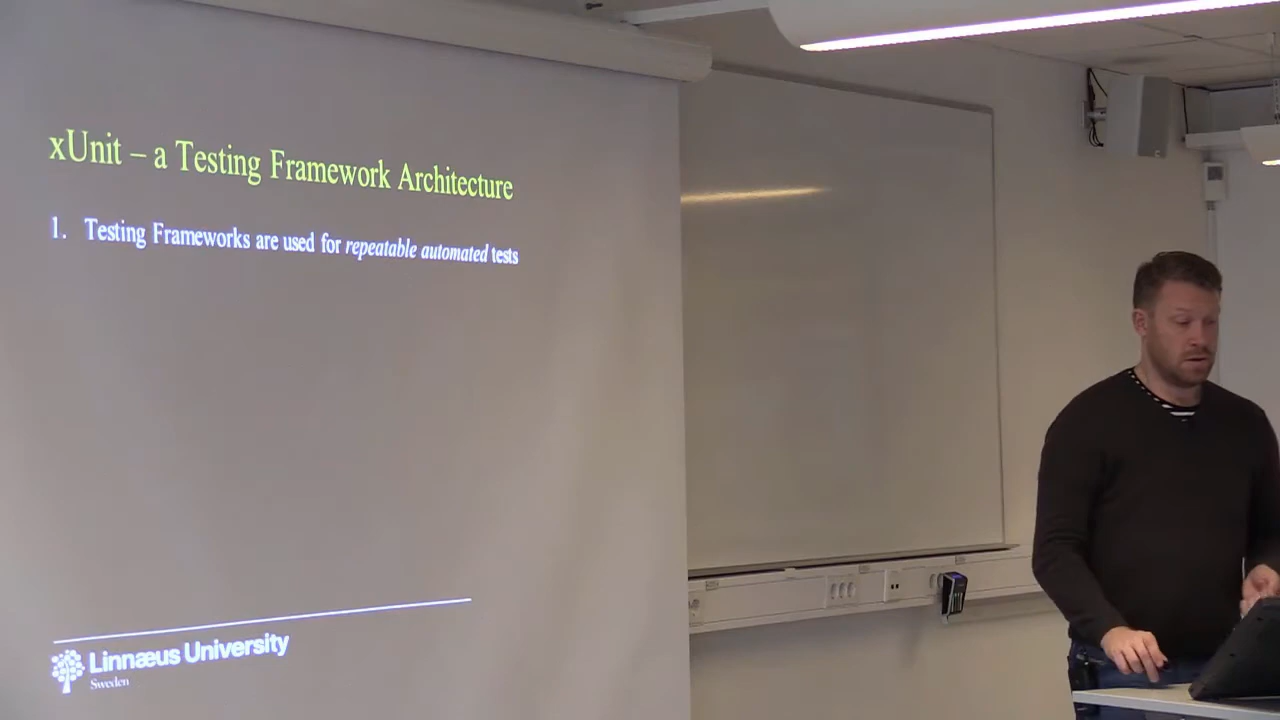 xUnit – a Testing Framework Architecture
1. Testing Frameworks are used for repeatable automated tests
Linnæus University
Sweden